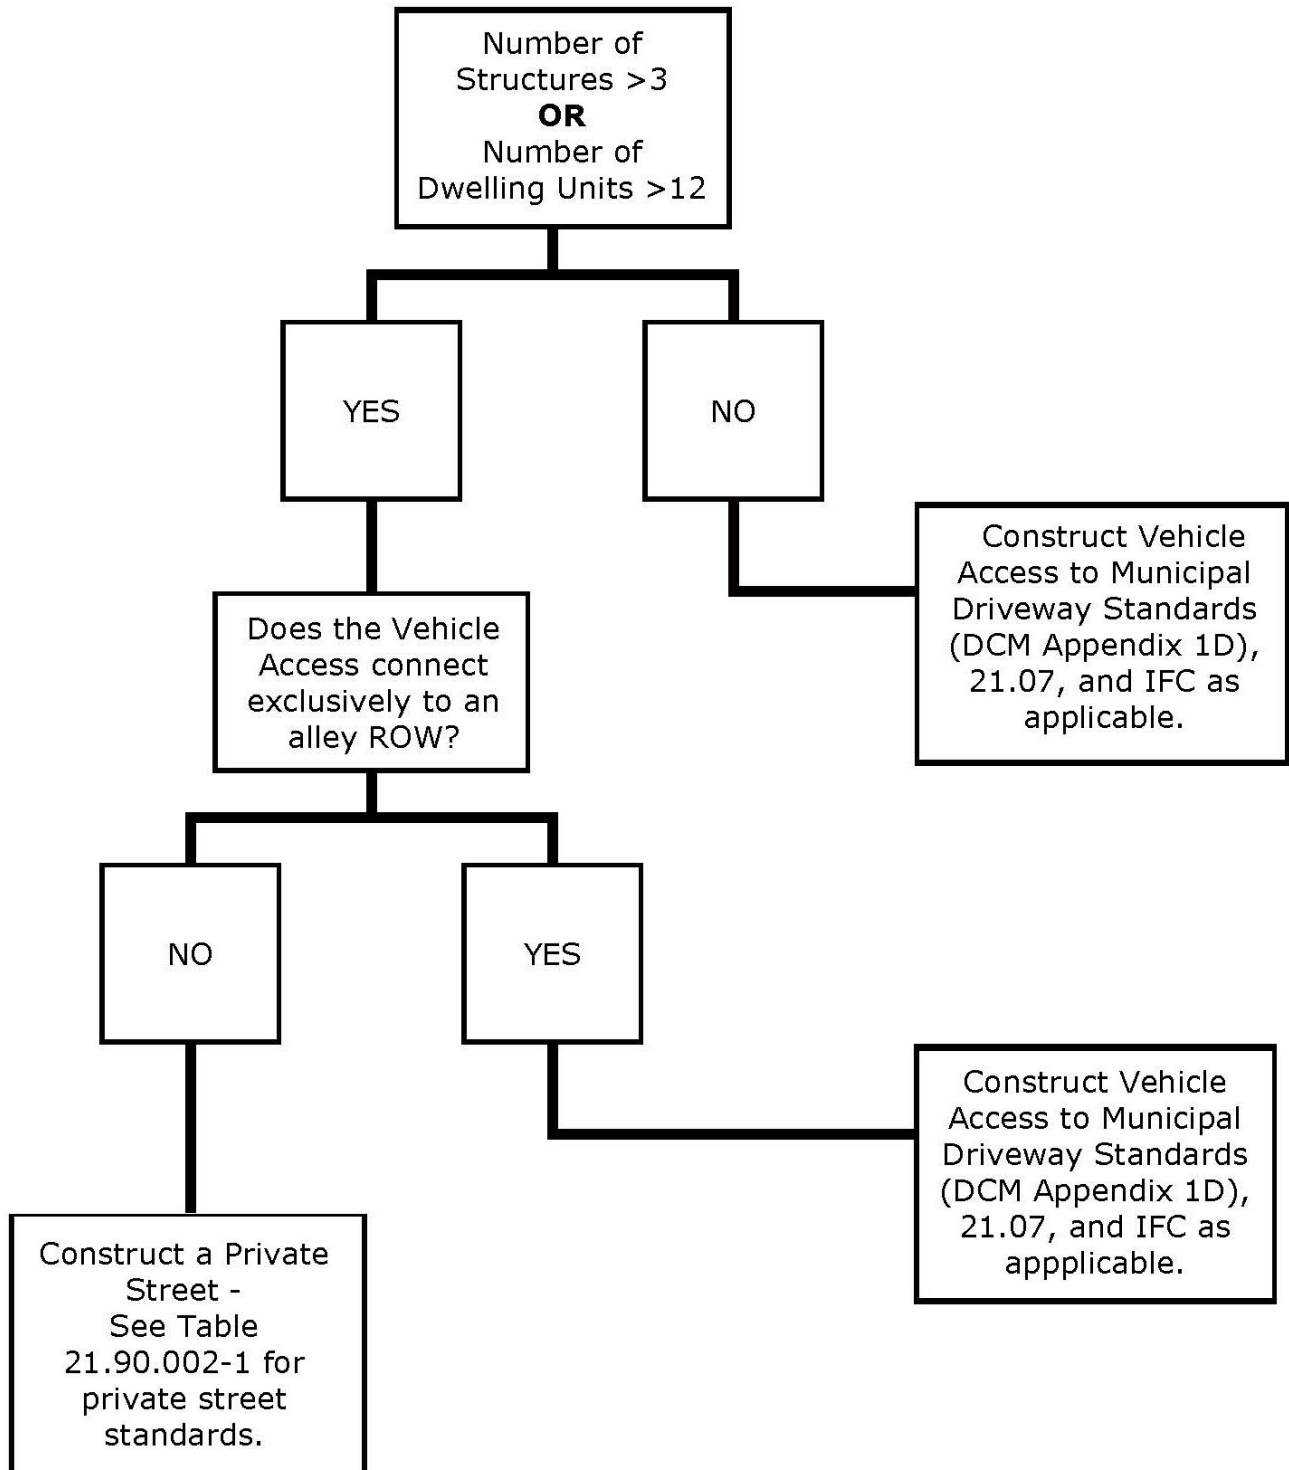 Number of
Structures >3
OR
Number of
Dwelling Units >12
YES
NO
Construct Vehicle
Access to Municipal
Driveway Standards
(DCM Appendix 1D),
21.07, and IFC as
applicable.
Does the Vehicle
Access connect
exclusively to an
alley ROW?
NO
YES
Construct Vehicle
Access to Municipal
Driveway Standards
(DCM Appendix 1D),
21.07, and IFC as
appplicable.
Construct a Private
Street -
See Table
21.90.002-1 for
private street
standards.